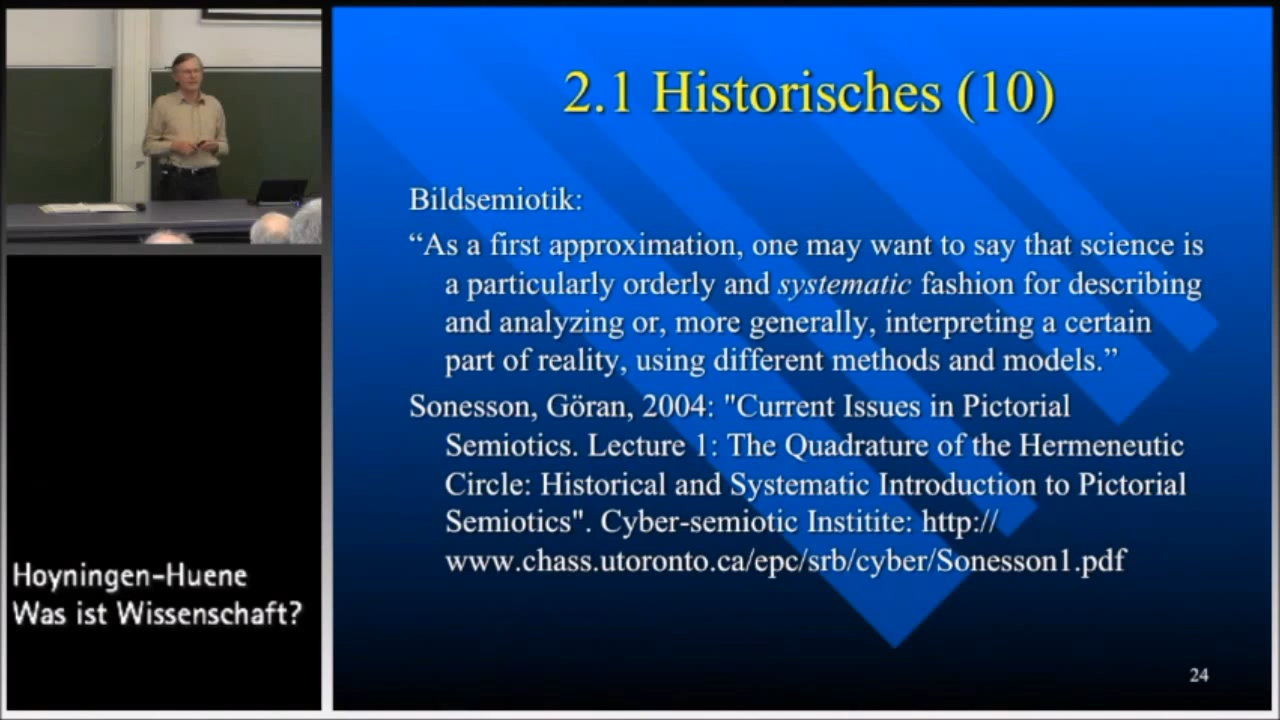 2.1 Historisches (10)
Bildsemiotik:
“As a first approximation, one may want to say that science is
a particularly orderly and systematic fashion for describing
and analyzing or, more generally, interpreting a certain
part of reality, using different methods and models.”
Sonesson, Göran, 2004: "Current Issues in Pictorial
Semiotics. Lecture 1: The Quadrature of the Hermeneutic
Circle: Historical and Systematic Introduction to Pictorial
Semiotics". Cyber-semiotic Institite: http://
www.chass.utoronto.ca/epc/srb/cyber/Sonesson1.pdf
24
Hoyningen-Huene
Was ist Wissenschaft?